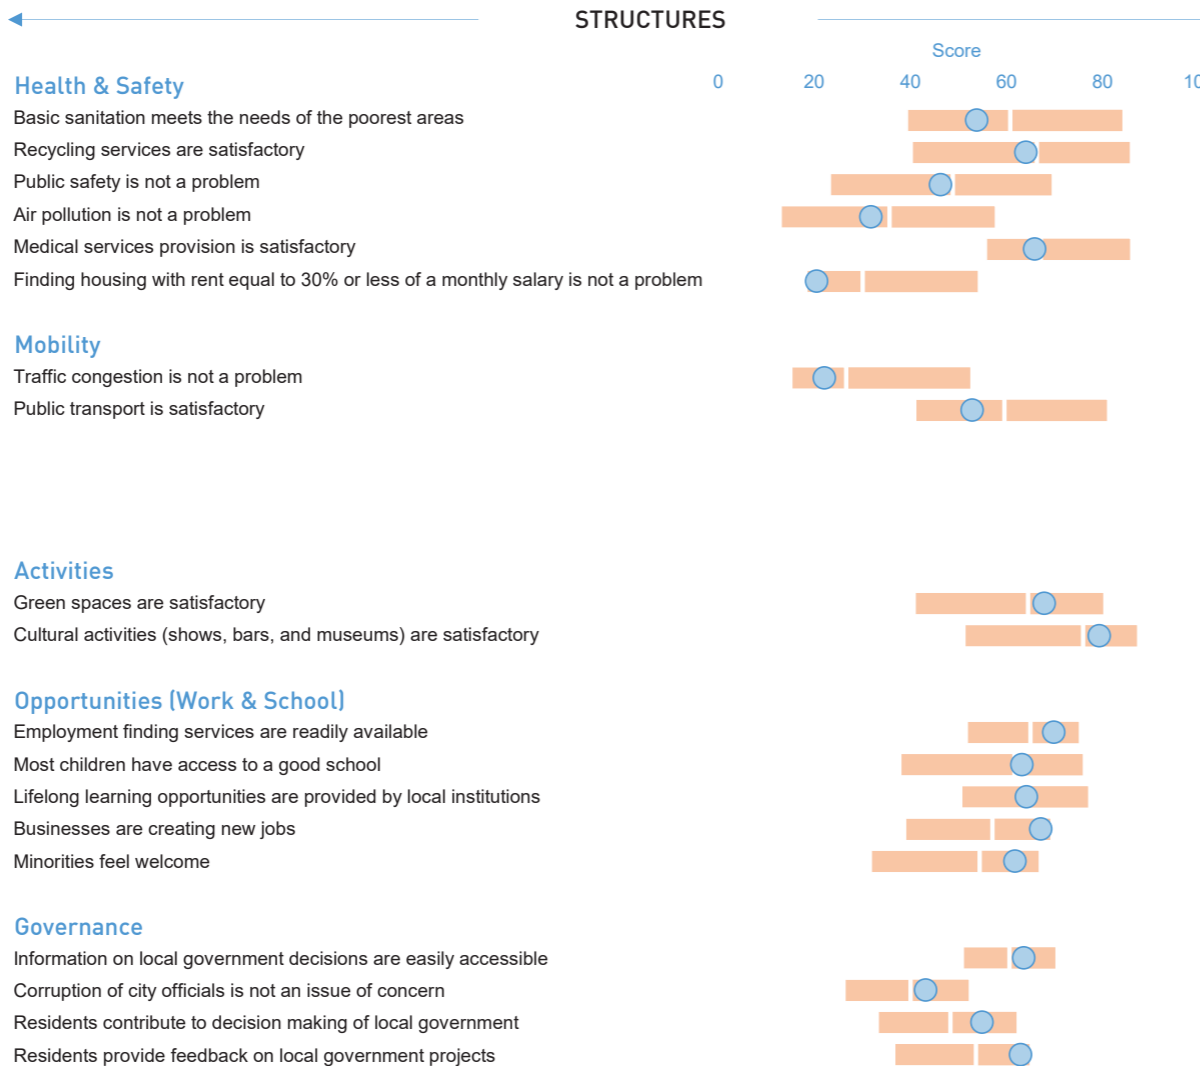 STRUCTURES
Score
Health & Safety
0 20 40 60 80 10
Basic sanitation meets the needs of the poorest areas
Recycling services are satisfactory
Public safety is not a problem
Air pollution is not a problem
Medical services provision is satisfactory
Finding housing with rent equal to 30% or less of a monthly salary is not a problem
Mobility
Traffic congestion is not a problem
Public transport is satisfactory
Activities
Green spaces are satisfactory
Cultural activities (shows, bars, and museums) are satisfactory
Opportunities (Work & School)
Employment finding services are readily available
Most children have access to a good school
Lifelong learning opportunities are provided by local institutions
Businesses are creating new jobs
Minorities feel welcome
Governance
Information on local government decisions are easily accessible
Corruption of city officials is not an issue of concern
Residents contribute to decision making of local government
Residents provide feedback on local government projects